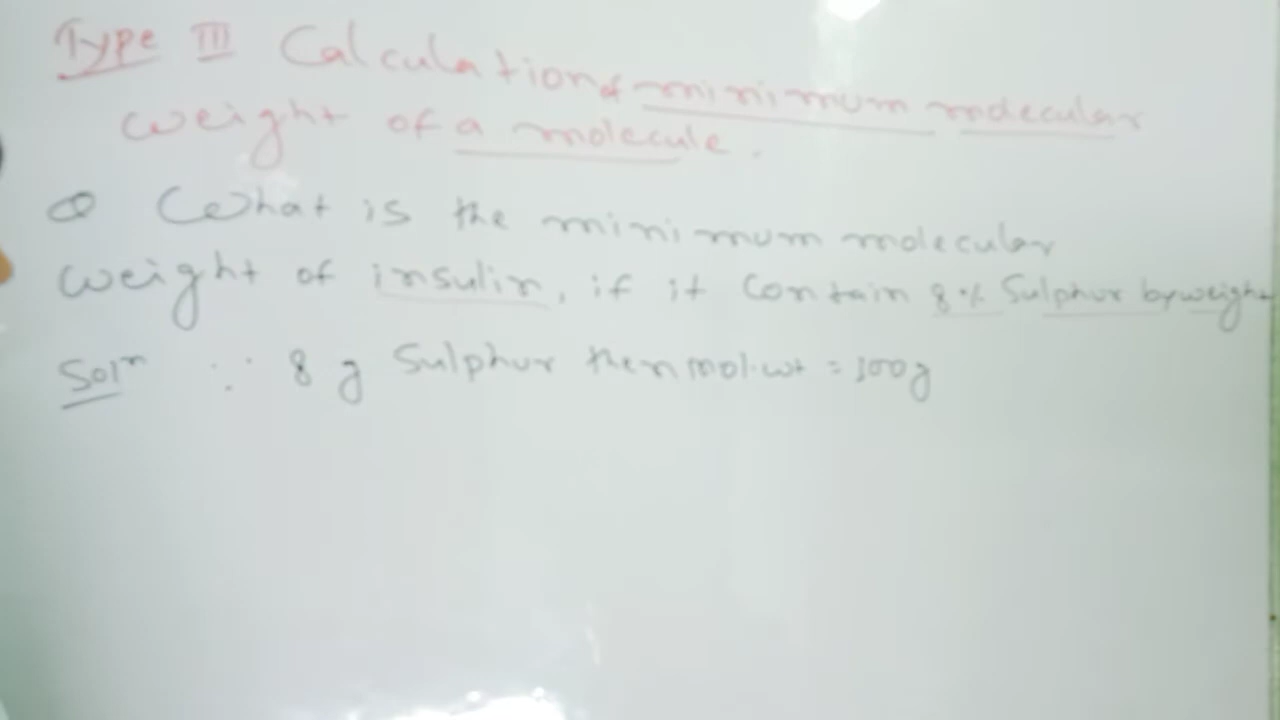 Type III Calculation of minimum molecular
weight of a molecule.
Q What is the minimum molecular
weight of insulin, if it contain 8% Sulphur by weight
Solⁿ ∵ 8 g Sulphur then mol.wt = 100g